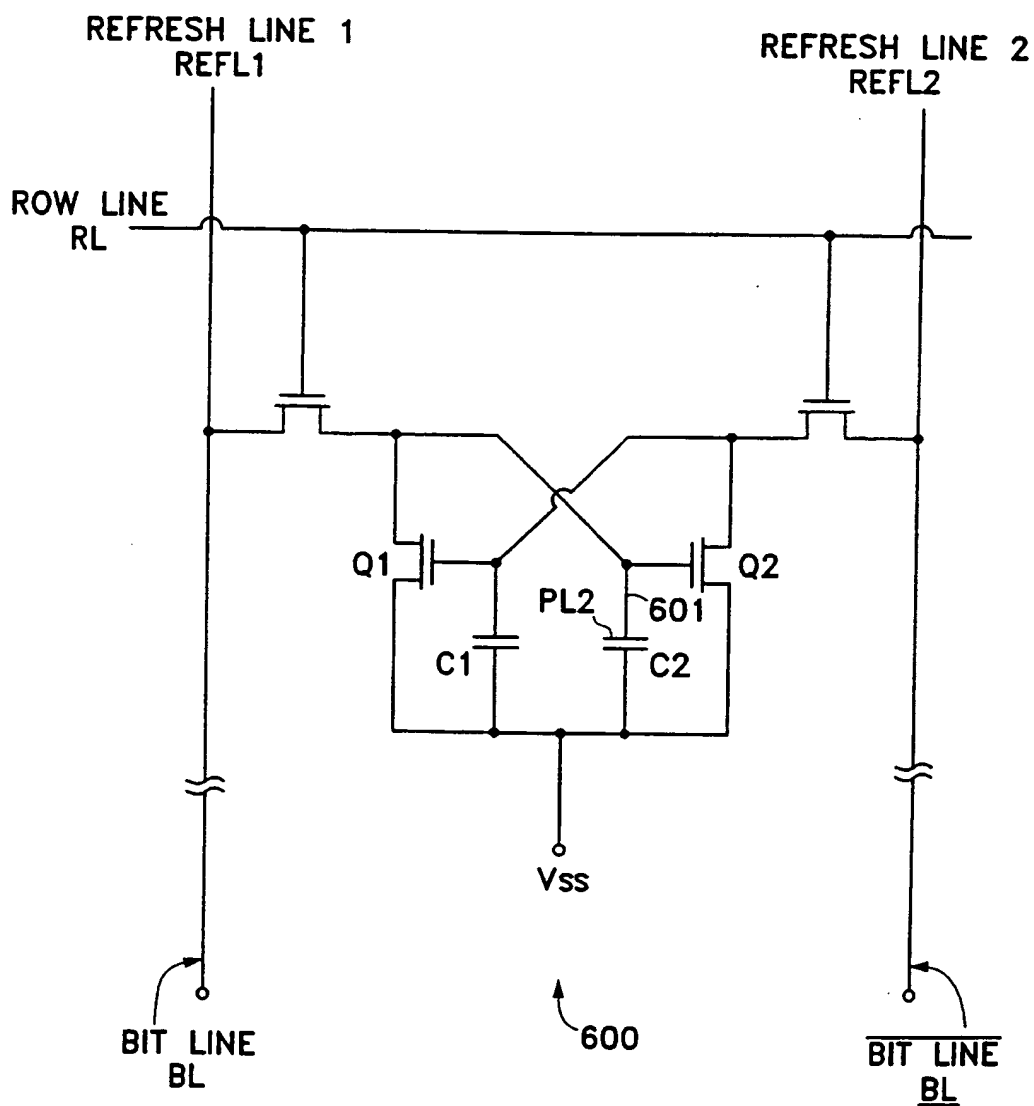 REFRESH LINE 1
REFL1
REFRESH LINE 2
REFL2
ROW LINE
RL
Q1
Q2
PL2
601
C1
C2
Vss
BIT LINE
BL
600
BIT LINE
BL